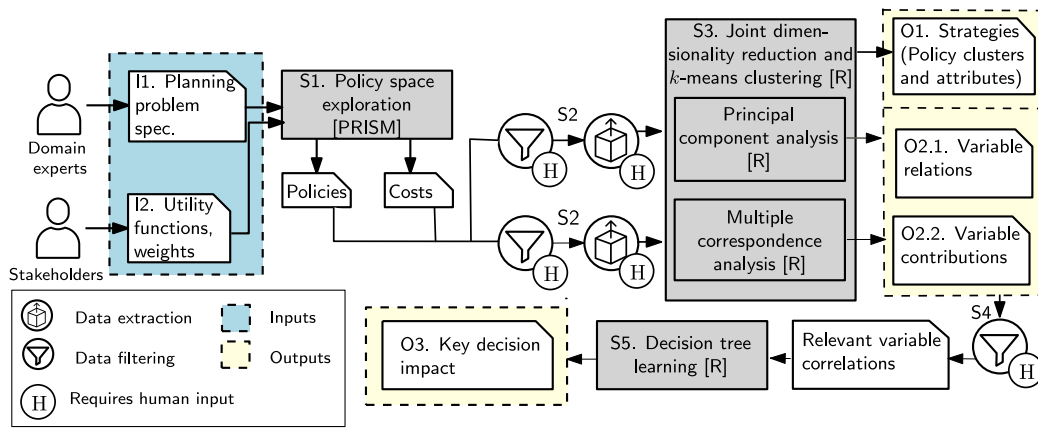 I1. Planning
problem
spec.
Domain
experts
I2. Utility
functions,
weights
Stakeholders
S1. Policy space
exploration
[PRISM]
Policies
Costs
S2
H
H
S2
H
H
S3. Joint dimen-
sionality reduction and
k-means clustering [R]
Principal
component analysis
[R]
Multiple
correspondence
analysis [R]
O1. Strategies
(Policy clusters
and attributes)
O2.1. Variable
relations
O2.2. Variable
contributions
S4
H
Relevant variable
correlations
S5. Decision tree
learning [R]
O3. Key decision
impact
Data extraction
Inputs
Data filtering
Outputs
H
Requires human input